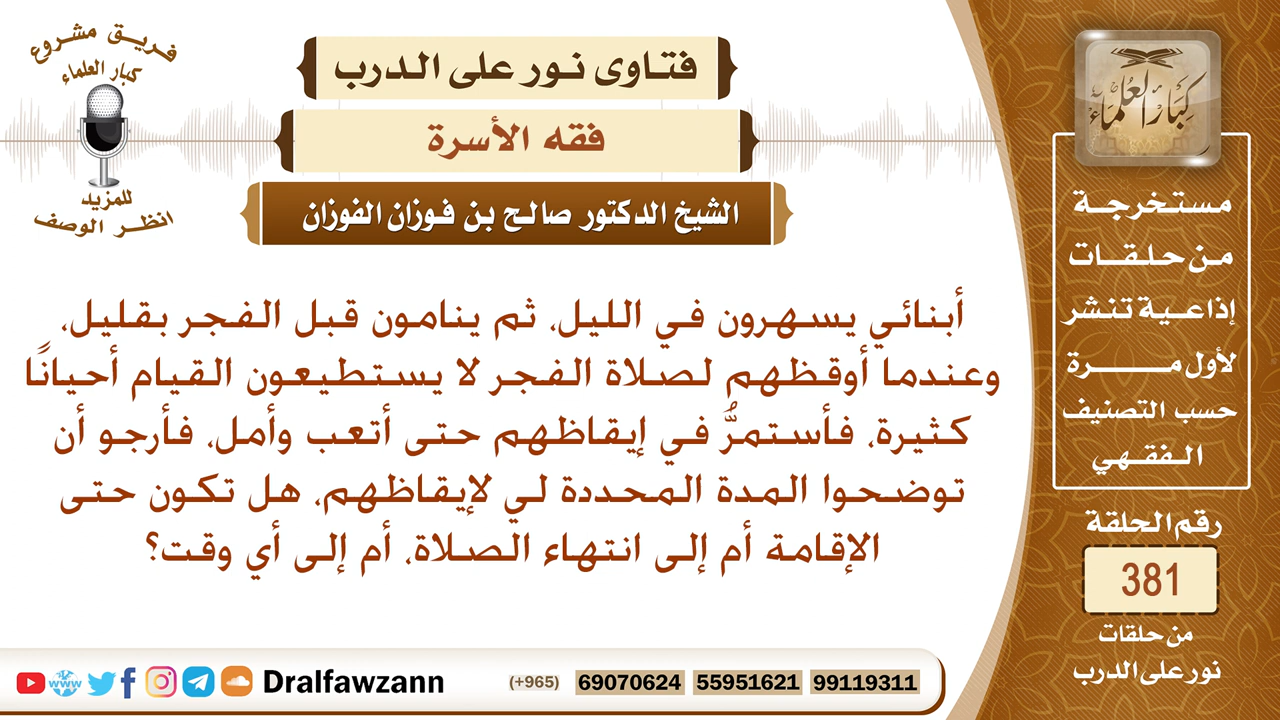 فريق مشروع
كبار العلماء
للمزيد
انظر الوصف
فتاوى نور على الدرب
فقه الأسرة
الشيخ الدكتور صالح بن فوزان الفوزان
أبنائي يسهرون في الليل، ثم ينامون قبل الفجر بقليل،
وعندما أوقظهم لصلاة الفجر لا يستطيعون القيام أحيانًا
كثيرة، فأستمرُّ في إيقاظهم حتى أتعب وأمل، فأرجو أن
توضحوا المدة المحددة لي لإيقاظهم، هل تكون حتى
الإقامة أم إلى انتهاء الصلاة، أم إلى أي وقت؟
كبار العلماء
مستخرجة
من حلقات
إذاعية تنشر
لأول مرة
حسب التصنيف
الفقهي
رقم الحلقة
381
من حلقات
نور على الدرب
www
Dralfawzann
(+965) 69070624 55951621 99119311